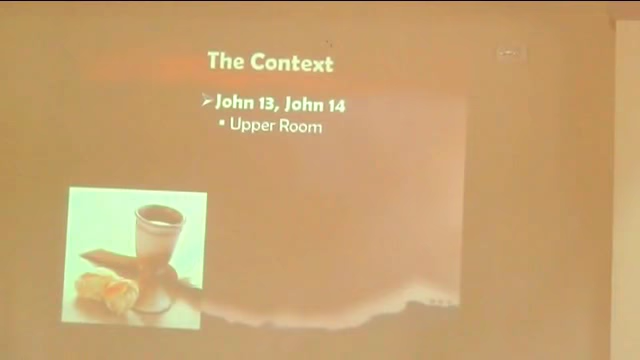 The Context
➢John 13, John 14
▪ Upper Room